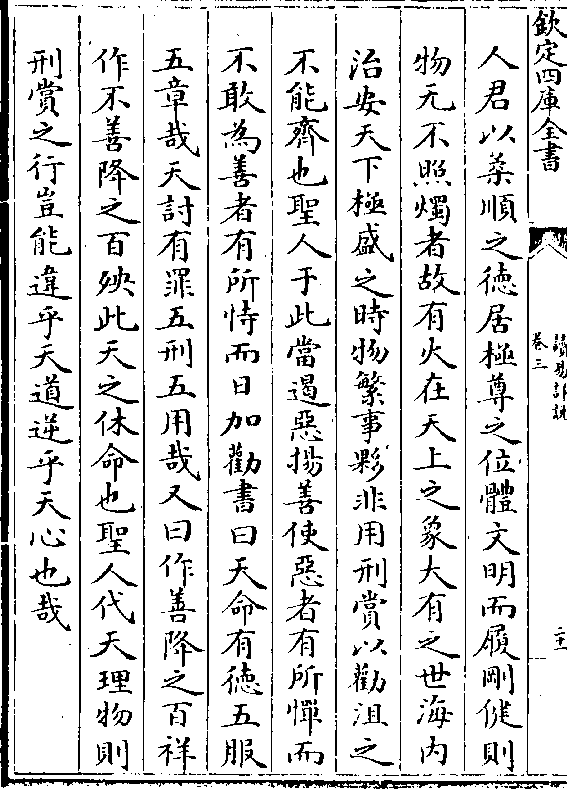 欽定四庫全書
讀易詳說
卷三
二十
人君以柔順之徳居極尊之位體文明而履剛健則
物无不照燭者故有火在天上之象大有之世海内
治安天下極盛之時物繁事夥非用刑賞以勸沮之
不能齊也聖人于此當遏惡揚善使惡者有所憚而
不敢為善者有所恃而日加勸書曰天命有徳五服
五章哉天討有罪五刑五用哉又曰作善降之百祥
作不善降之百殃此天之休命也聖人代天理物則
刑賞之行豈能違乎天道逆乎天心也哉